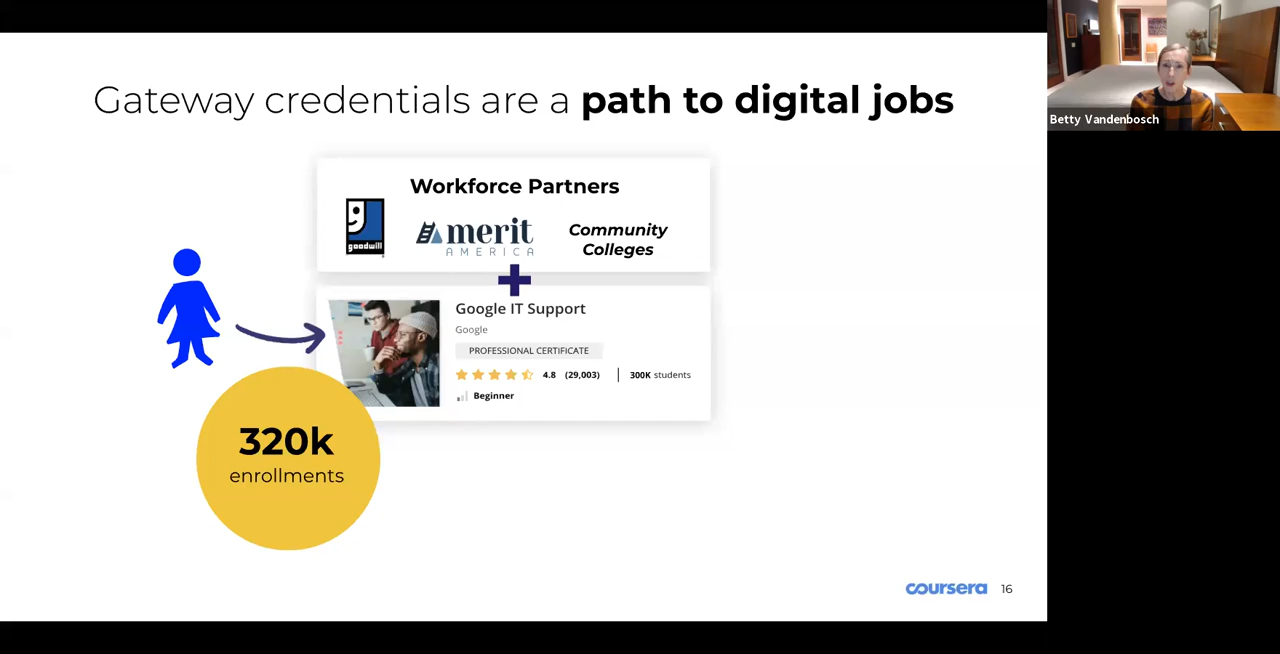 Gateway credentials are a path to digital jobs
Betty Vandenbosch
Workforce Partners
goodwill
merit
AMERICA
Community
Colleges
Google IT Support
Google
PROFESSIONAL CERTIFICATE
4.8 (29,003) | 300K students
Beginner
320k
enrollments
coursera 16